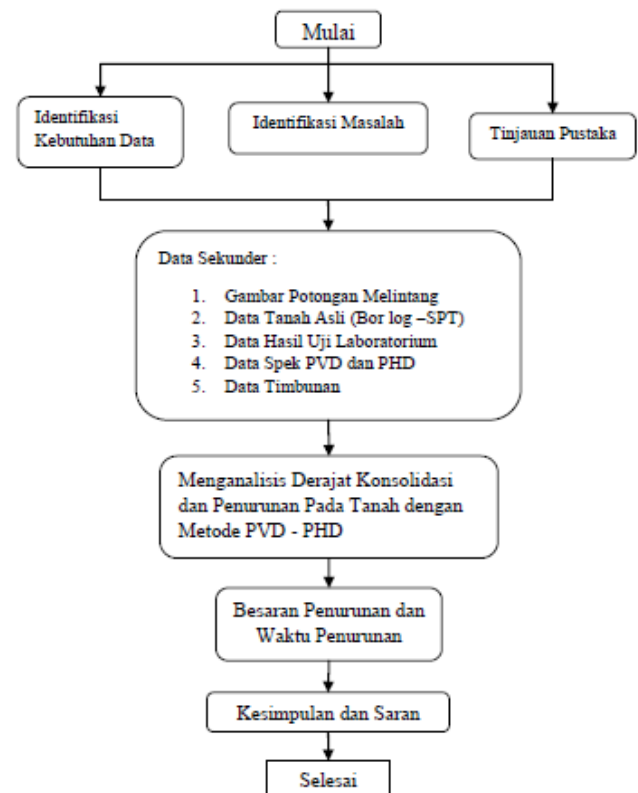 Mulai
Identifikasi
Kebutuhan Data
Identifikasi Masalah
Tinjauan Pustaka
Data Sekunder :
1. Gambar Potongan Melintang
2. Data Tanah Asli (Bor log –SPT)
3. Data Hasil Uji Laboratorium
4. Data Spek PVD dan PHD
5. Data Timbunan
Menganalisis Derajat Konsolidasi
dan Penurunan Pada Tanah dengan
Metode PVD - PHD
Besaran Penurunan dan
Waktu Penurunan
Kesimpulan dan Saran
Selesai